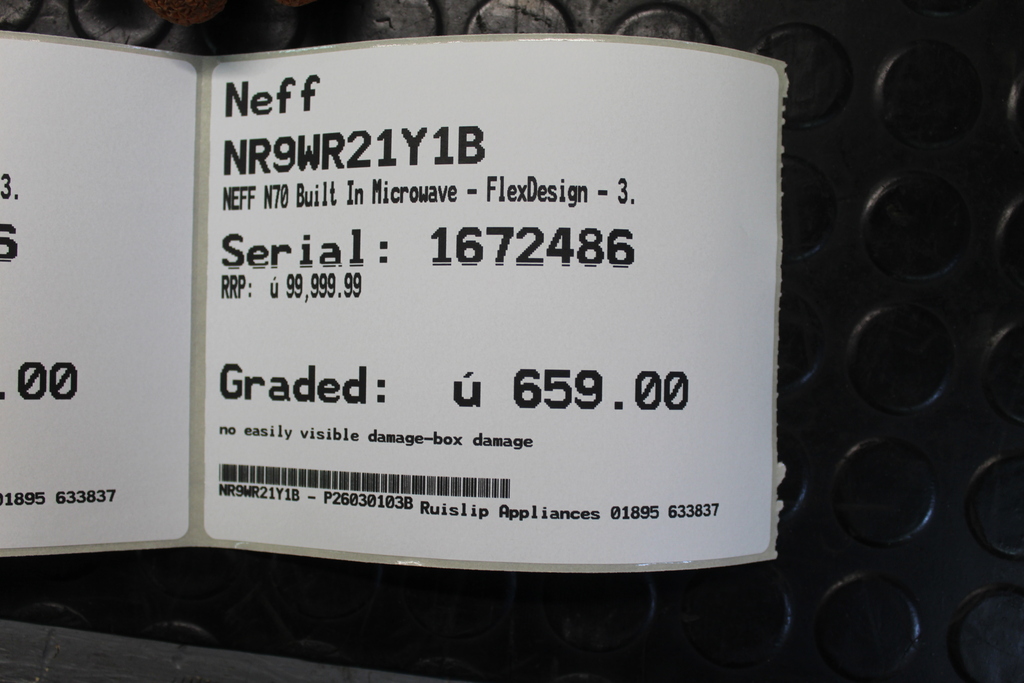 3.
.00
01895 633837
Neff
NR9WR21Y1B
NEFF N70 Built In Microwave - FlexDesign - 3.
Serial: 1672486
RRP: ú 99,999.99
Graded: ú 659.00
no easily visible damage-box damage
NR9WR21Y1B - P26030103B
Ruislip Appliances 01895 633837